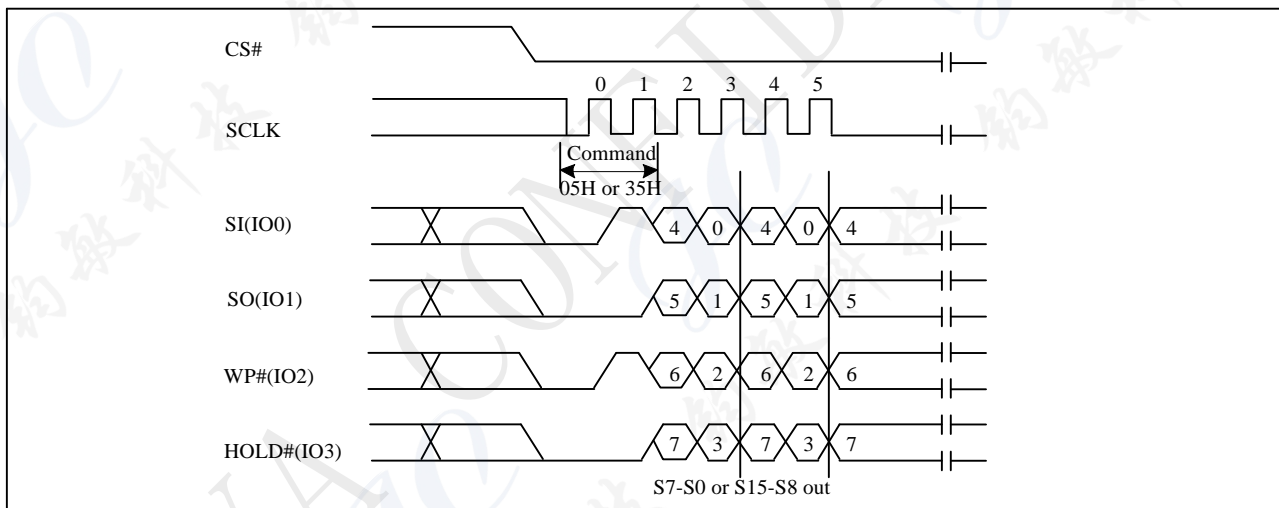 CS#
0 1 2 3 4 5
SCLK
Command
05H or 35H
SI(IO0) 4 0 4 0 4
SO(IO1) 5 1 5 1 5
WP#(IO2) 6 2 6 2 6
HOLD#(IO3) 7 3 7 3 7
S7-S0 or S15-S8 out